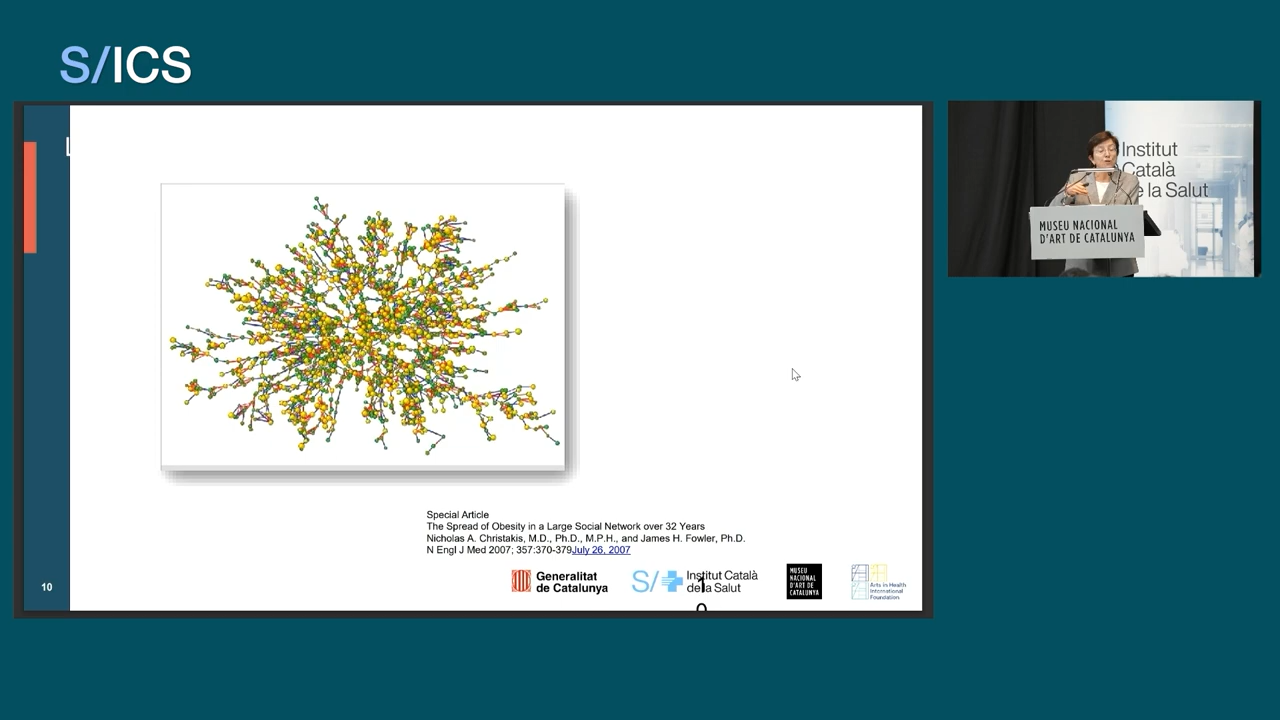 S/ICS
Special Article
The Spread of Obesity in a Large Social Network over 32 Years
Nicholas A. Christakis, M.D., Ph.D., M.P.H., and James H. Fowler, Ph.D.
N Engl J Med 2007; 357:370-379July 26, 2007
10
Generalitat
de Catalunya
S/
Institut Català
de la Salut
MUSEU
NACIONAL
D'ART DE
CATALUNYA
Arts in Health
International
Foundation
Institut
Català
de la Salut
MUSEU NACIONAL
D'ART DE CATALUNYA